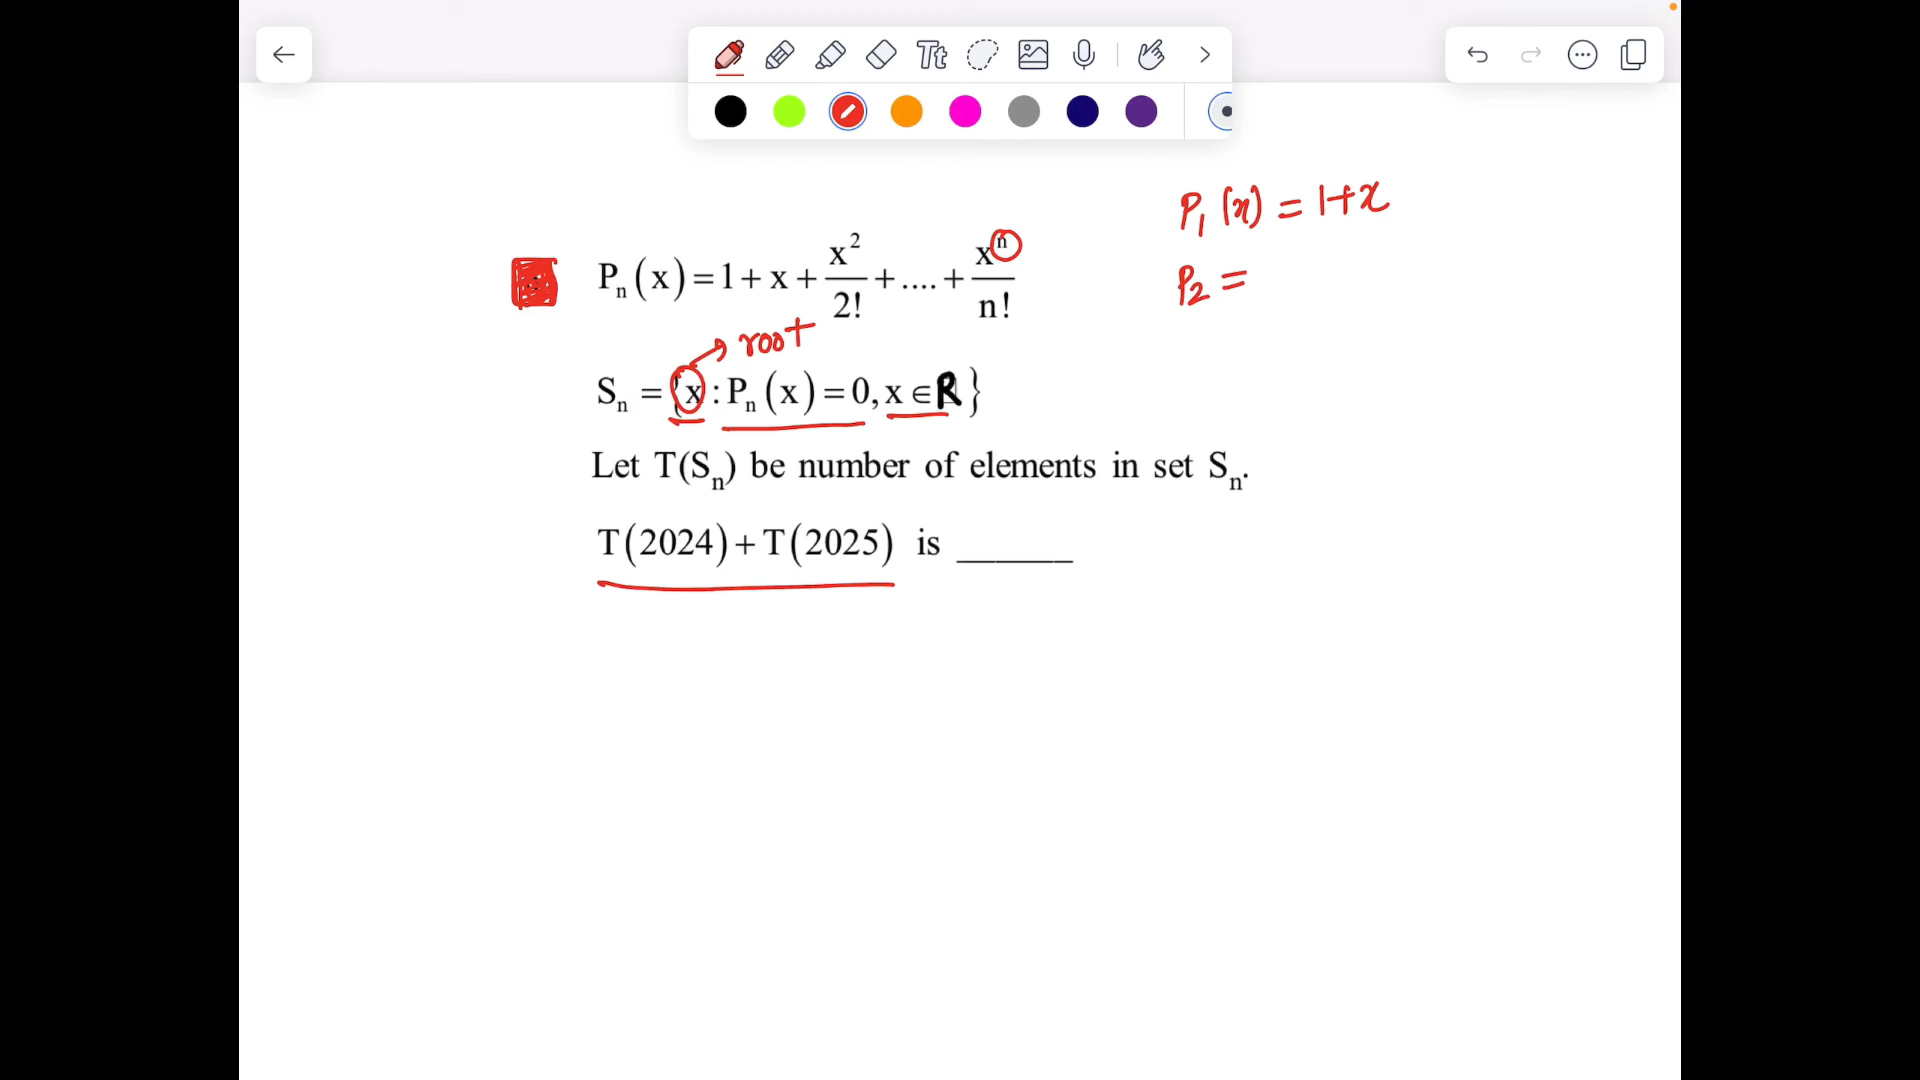 Tt
P₁ (x) = 1+x
Pₙ(x) = 1 + x + x²/2! + .... + xⁿ/n!
P₂ =
root
Sₙ = {x : Pₙ(x) = 0, x ∈ R}
Let T(Sₙ) be number of elements in set Sₙ.
T(2024) + T(2025) is ______